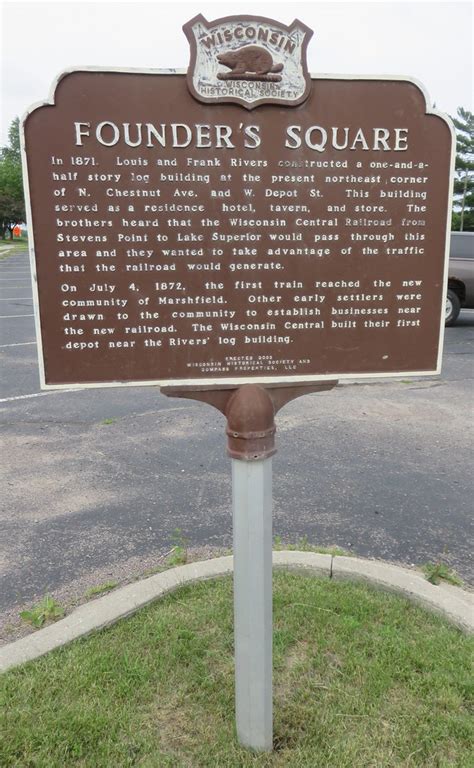 WISCONSIN
WISCONSIN
HISTORICAL SOCIETY
FOUNDER'S SQUARE
In 1871, Louis and Frank Rivers constructed a one-and-a-
half story log building at the present northeast corner
of N. Chestnut Ave. and W. Depot St. This building
served as a residence hotel, tavern, and store. The
brothers heard that the Wisconsin Central Railroad from
Stevens Point to Lake Superior would pass through this
area and they wanted to take advantage of the traffic
that the railroad would generate.
On July 4, 1872, the first train reached the new
community of Marshfield. Other early settlers were
drawn to the community to establish businesses near
the new railroad. The Wisconsin Central built their first
depot near the Rivers' log building.
ERECTED 2005
WISCONSIN HISTORICAL SOCIETY AND
COMPASS PROPERTIES, LLC